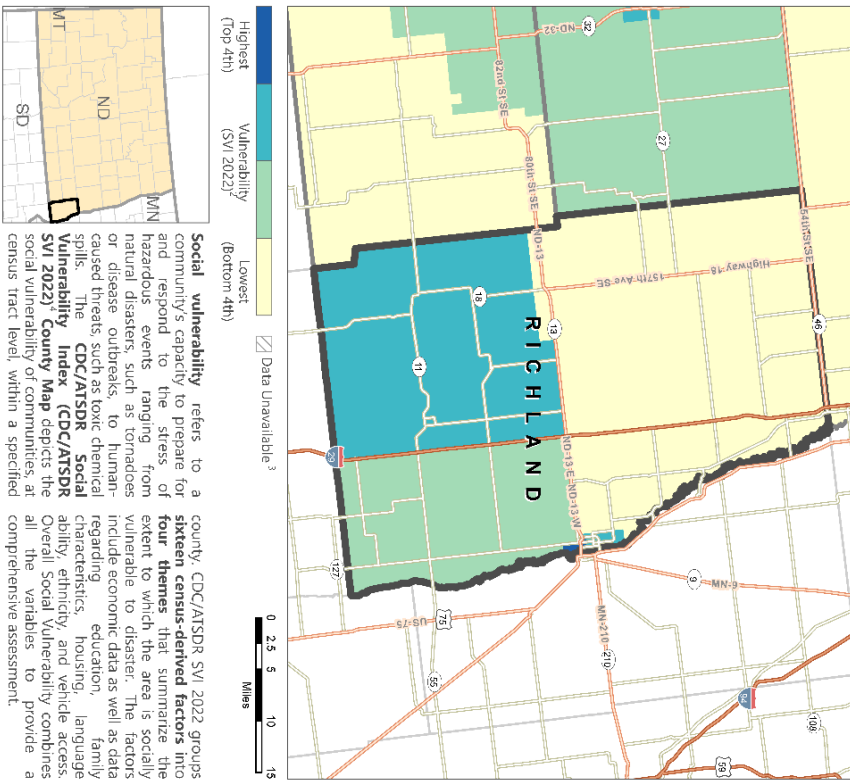 32
ND-32
82nd St SE
80th St SE
ND-13
27
54th St SE
Highway 18
157th Ave SE
46
13
18
11
RICHLAND
ND-13 E
ND-13 W
29
127
9
MN-9
MN-210
210
US-75
75
55
94
108
59
Highest
(Top 4th)
Vulnerability
(SVI 2022)2
Lowest
(Bottom 4th)
Data Unavailable 3
0 2.5 5 10 15
Miles
MT
ND
MN
SD
Social vulnerability refers to a
community's capacity to prepare for
and respond to the stress of
hazardous events ranging from
natural disasters, such as tornadoes
or disease outbreaks, to human-
caused threats, such as toxic chemical
spills. The CDC/ATSDR Social
Vulnerability Index (CDC/ATSDR
SVI 2022)4 County Map depicts the
social vulnerability of communities, at
census tract level, within a specified
county. CDC/ATSDR SVI 2022 groups
sixteen census-derived factors into
four themes that summarize the
extent to which the area is socially
vulnerable to disaster. The factors
include economic data as well as data
regarding education, family
characteristics, housing, language
ability, ethnicity, and vehicle access.
Overall Social Vulnerability combines
all the variables to provide a
comprehensive assessment.